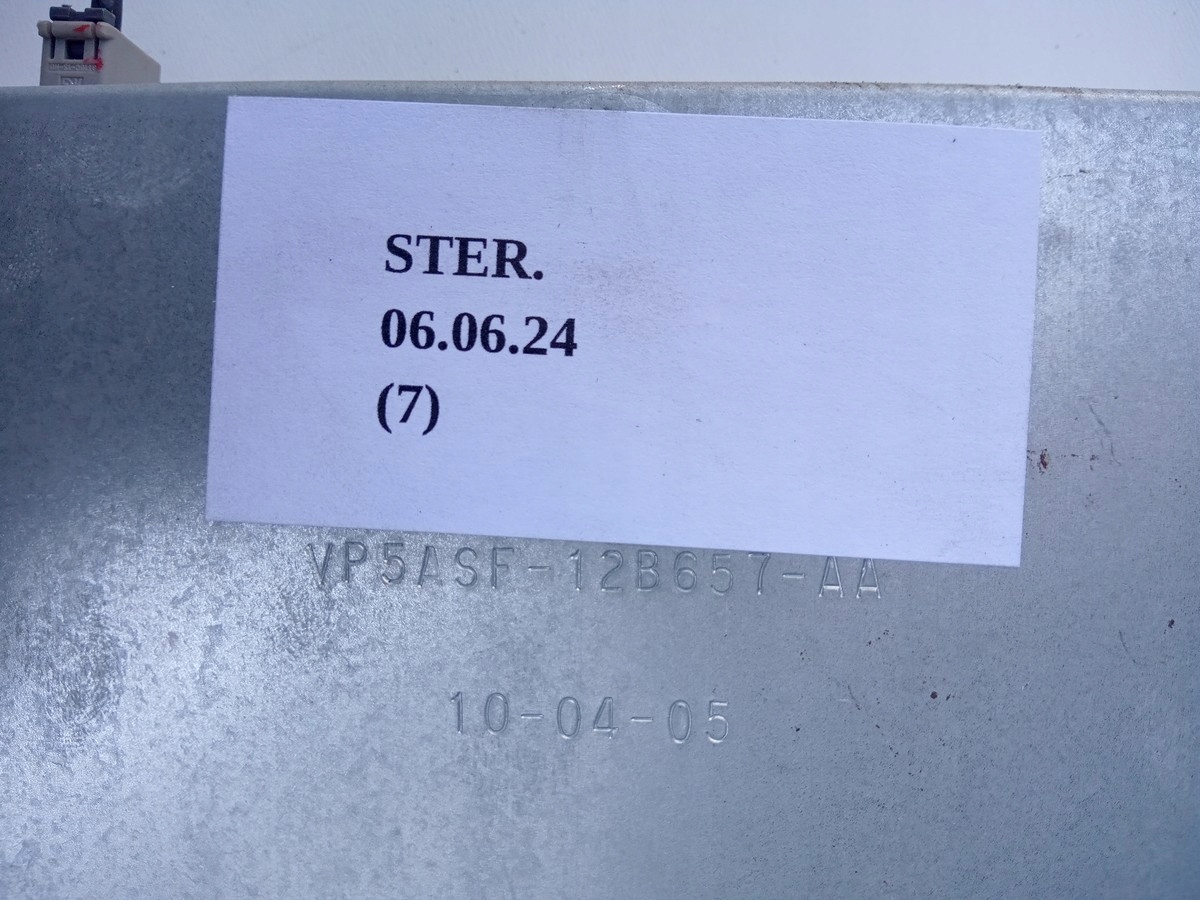 STER.
06.06.24
(7)
VP5ASF-12B657-AA
10-04-05